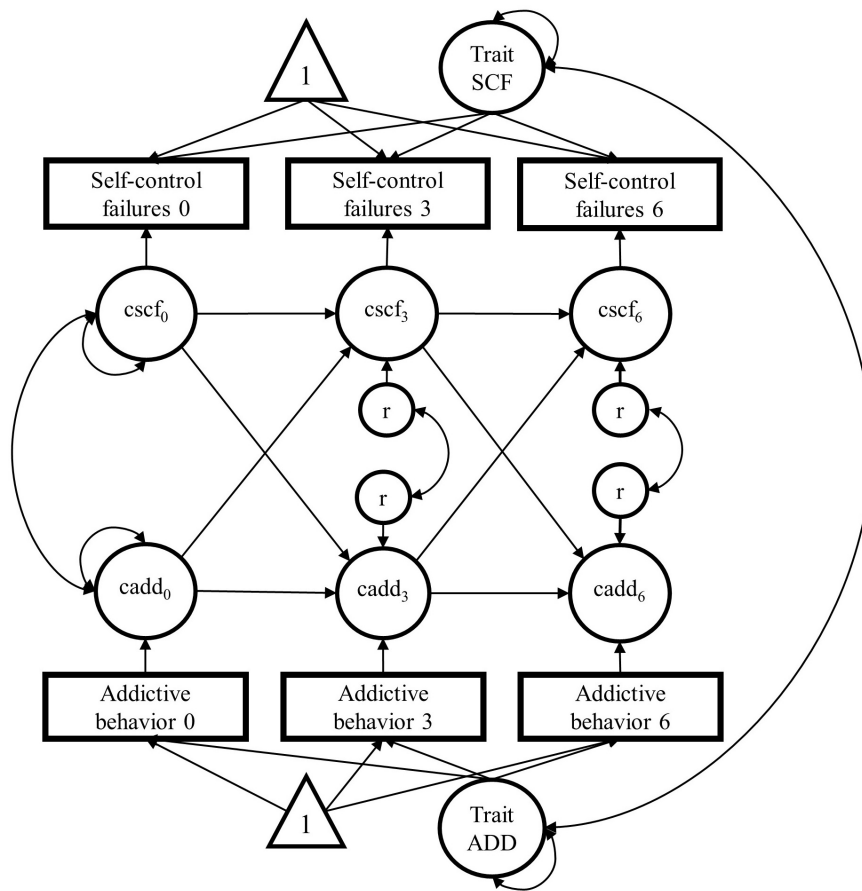 1
Trait
SCF
Self-control
failures 0
Self-control
failures 3
Self-control
failures 6
cscf₀
cscf₃
cscf₆
r
r
r
r
cadd₀
cadd₃
cadd₆
Addictive
behavior 0
Addictive
behavior 3
Addictive
behavior 6
1
Trait
ADD